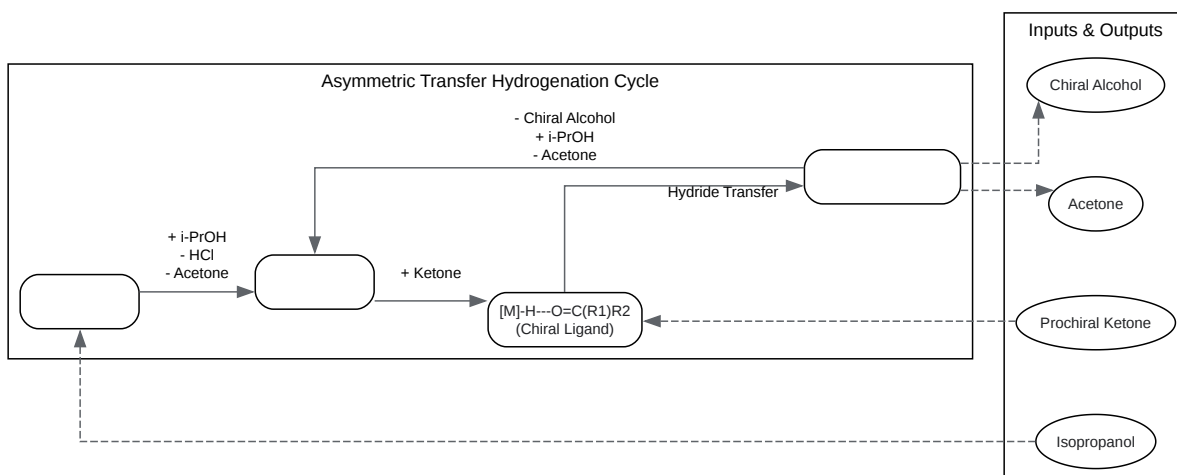 Inputs & Outputs
Chiral Alcohol
Asymmetric Transfer Hydrogenation Cycle
- Chiral Alcohol
+ i-PrOH
- Acetone
Hydride Transfer
Acetone
+ i-PrOH
- HCl
- Acetone
+ Ketone
[M]-H---O=C(R1)R2
(Chiral Ligand)
Prochiral Ketone
Isopropanol